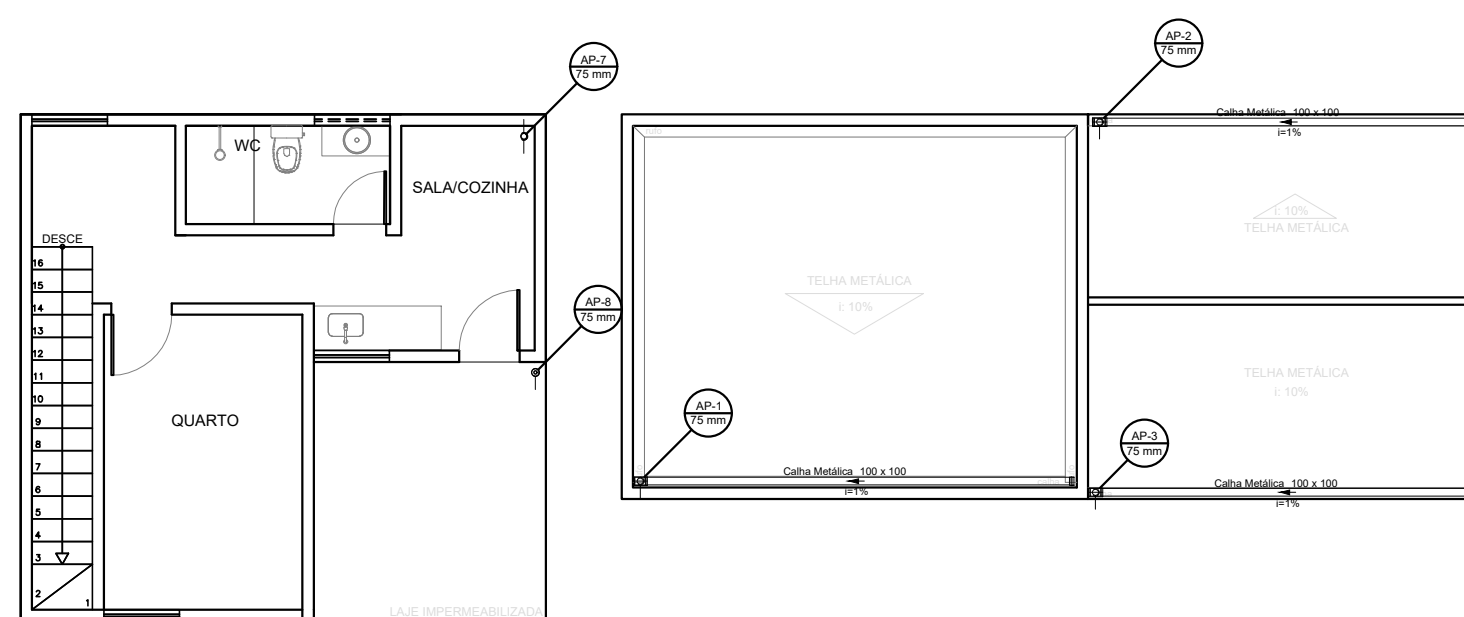 AP-7
75 mm
WC
SALA/COZINHA
DESCE
16
15
14
13
12
11
10
9
8
7
6
5
4
3
2
1
AP-8
75 mm
QUARTO
LAJE IMPERMEABILIZADA
rufo
TELHA METÁLICA
i: 10%
AP-1
75 mm
Calha Metálica 100 x 100
i=1%
calha
rufo
AP-2
75 mm
Calha Metálica 100 x 100
i=1%
i: 10%
TELHA METÁLICA
TELHA METÁLICA
i: 10%
AP-3
75 mm
Calha Metálica 100 x 100
i=1%